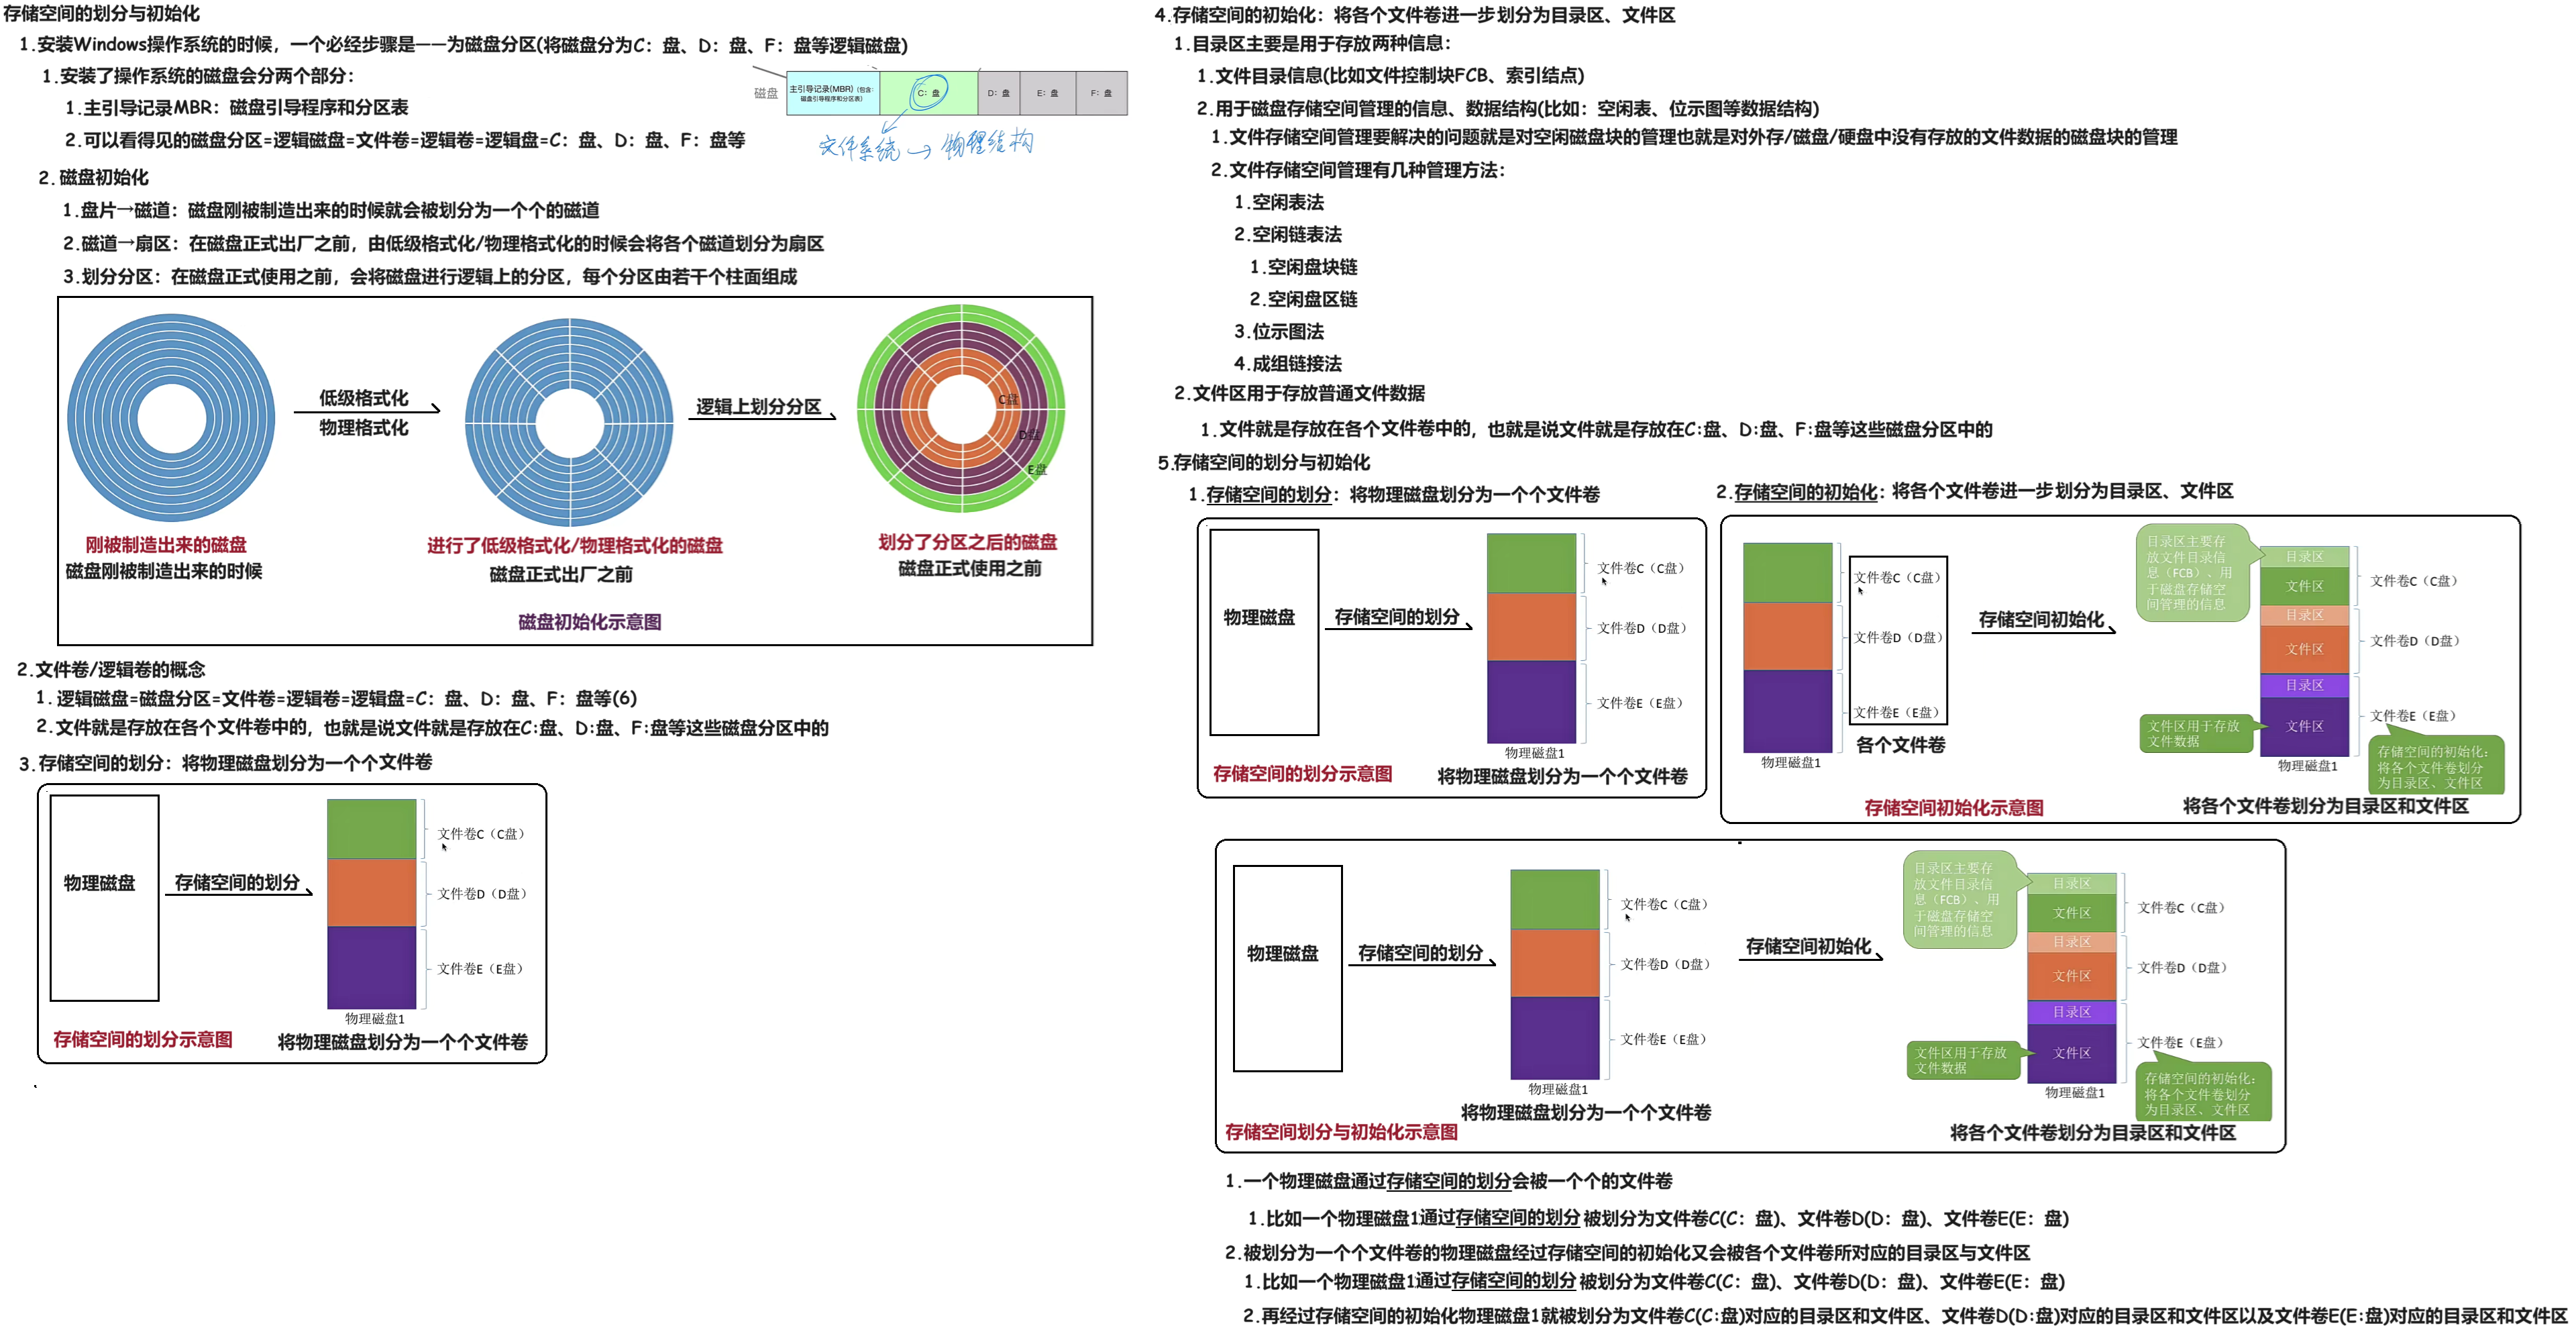 存储空间的划分与初始化
1.安装Windows操作系统的时候，一个必经步骤是——为磁盘分区(将磁盘分为C：盘、D：盘、F：盘等逻辑磁盘)
1.安装了操作系统的磁盘会分两个部分：
1.主引导记录MBR：磁盘引导程序和分区表
2.可以看得见的磁盘分区=逻辑磁盘=文件卷=逻辑卷=逻辑盘=C：盘、D：盘、F：盘等
磁盘
主引导记录(MBR)（包含：
磁盘引导程序和分区表）
C：盘
D：盘
E：盘
F：盘
文件系统→物理结构
2.磁盘初始化
1.盘片→磁道：磁盘刚被制造出来的时候就会被划分为一个个的磁道
2.磁道→扇区：在磁盘正式出厂之前，由低级格式化/物理格式化的时候会将各个磁道划分为扇区
3.划分分区：在磁盘正式使用之前，会将磁盘进行逻辑上的分区，每个分区由若干个柱面组成
低级格式化
物理格式化
逻辑上划分分区
C盘
D盘
E盘
刚被制造出来的磁盘
磁盘刚被制造出来的时候
进行了低级格式化/物理格式化的磁盘
磁盘正式出厂之前
划分了分区之后的磁盘
磁盘正式使用之前
磁盘初始化示意图
2.文件卷/逻辑卷的概念
1.逻辑磁盘=磁盘分区=文件卷=逻辑卷=逻辑盘=C：盘、D：盘、F：盘等(6)
2.文件就是存放在各个文件卷中的，也就是说文件就是存放在C:盘、D:盘、F:盘等这些磁盘分区中的
3.存储空间的划分：将物理磁盘划分为一个个文件卷
物理磁盘
存储空间的划分
文件卷C（C盘）
文件卷D（D盘）
文件卷E（E盘）
物理磁盘1
存储空间的划分示意图
将物理磁盘划分为一个个文件卷
4.存储空间的初始化：将各个文件卷进一步划分为目录区、文件区
1.目录区主要是用于存放两种信息：
1.文件目录信息(比如文件控制块FCB、索引结点)
2.用于磁盘存储空间管理的信息、数据结构(比如：空闲表、位示图等数据结构)
1.文件存储空间管理要解决的问题就是对空闲磁盘块的管理也就是对外存/磁盘/硬盘中没有存放的文件数据的磁盘块的管理
2.文件存储空间管理有几种管理方法：
1.空闲表法
2.空闲链表法
1.空闲盘块链
2.空闲盘区链
3.位示图法
4.成组链接法
2.文件区用于存放普通文件数据
1.文件就是存放在各个文件卷中的，也就是说文件就是存放在C:盘、D:盘、F:盘等这些磁盘分区中的
5.存储空间的划分与初始化
1.存储空间的划分：将物理磁盘划分为一个个文件卷
物理磁盘
存储空间的划分
文件卷C（C盘）
文件卷D（D盘）
文件卷E（E盘）
物理磁盘1
存储空间的划分示意图
将物理磁盘划分为一个个文件卷
2.存储空间的初始化：将各个文件卷进一步划分为目录区、文件区
文件卷C（C盘）
文件卷D（D盘）
文件卷E（E盘）
各个文件卷
物理磁盘1
存储空间初始化
目录区主要存
放文件目录信
息（FCB）、用
于磁盘存储空
间管理的信息
目录区
文件区
目录区
文件区
目录区
文件区
文件卷C（C盘）
文件卷D（D盘）
文件卷E（E盘）
文件区用于存放
文件数据
存储空间的初始化：
将各个文件卷划分
为目录区、文件区
物理磁盘1
存储空间初始化示意图
将各个文件卷划分为目录区和文件区
物理磁盘
存储空间的划分
文件卷C（C盘）
文件卷D（D盘）
文件卷E（E盘）
物理磁盘1
将物理磁盘划分为一个个文件卷
存储空间初始化
目录区主要存
放文件目录信
息（FCB）、用
于磁盘存储空
间管理的信息
目录区
文件区
目录区
文件区
目录区
文件区
文件卷C（C盘）
文件卷D（D盘）
文件卷E（E盘）
文件区用于存放
文件数据
存储空间的初始化：
将各个文件卷划分
为目录区、文件区
物理磁盘1
存储空间划分与初始化示意图
将各个文件卷划分为目录区和文件区
1.一个物理磁盘通过存储空间的划分会被一个个的文件卷
1.比如一个物理磁盘1通过存储空间的划分 被划分为文件卷C(C：盘)、文件卷D(D：盘)、文件卷E(E：盘)
2.被划分为一个个文件卷的物理磁盘经过存储空间的初始化又会被各个文件卷所对应的目录区与文件区
1.比如一个物理磁盘1通过存储空间的划分 被划分为文件卷C(C：盘)、文件卷D(D：盘)、文件卷E(E：盘)
2.再经过存储空间的初始化物理磁盘1就被划分为文件卷C(C:盘)对应的目录区和文件区、文件卷D(D:盘)对应的目录区和文件区以及文件卷E(E:盘)对应的目录区和文件区